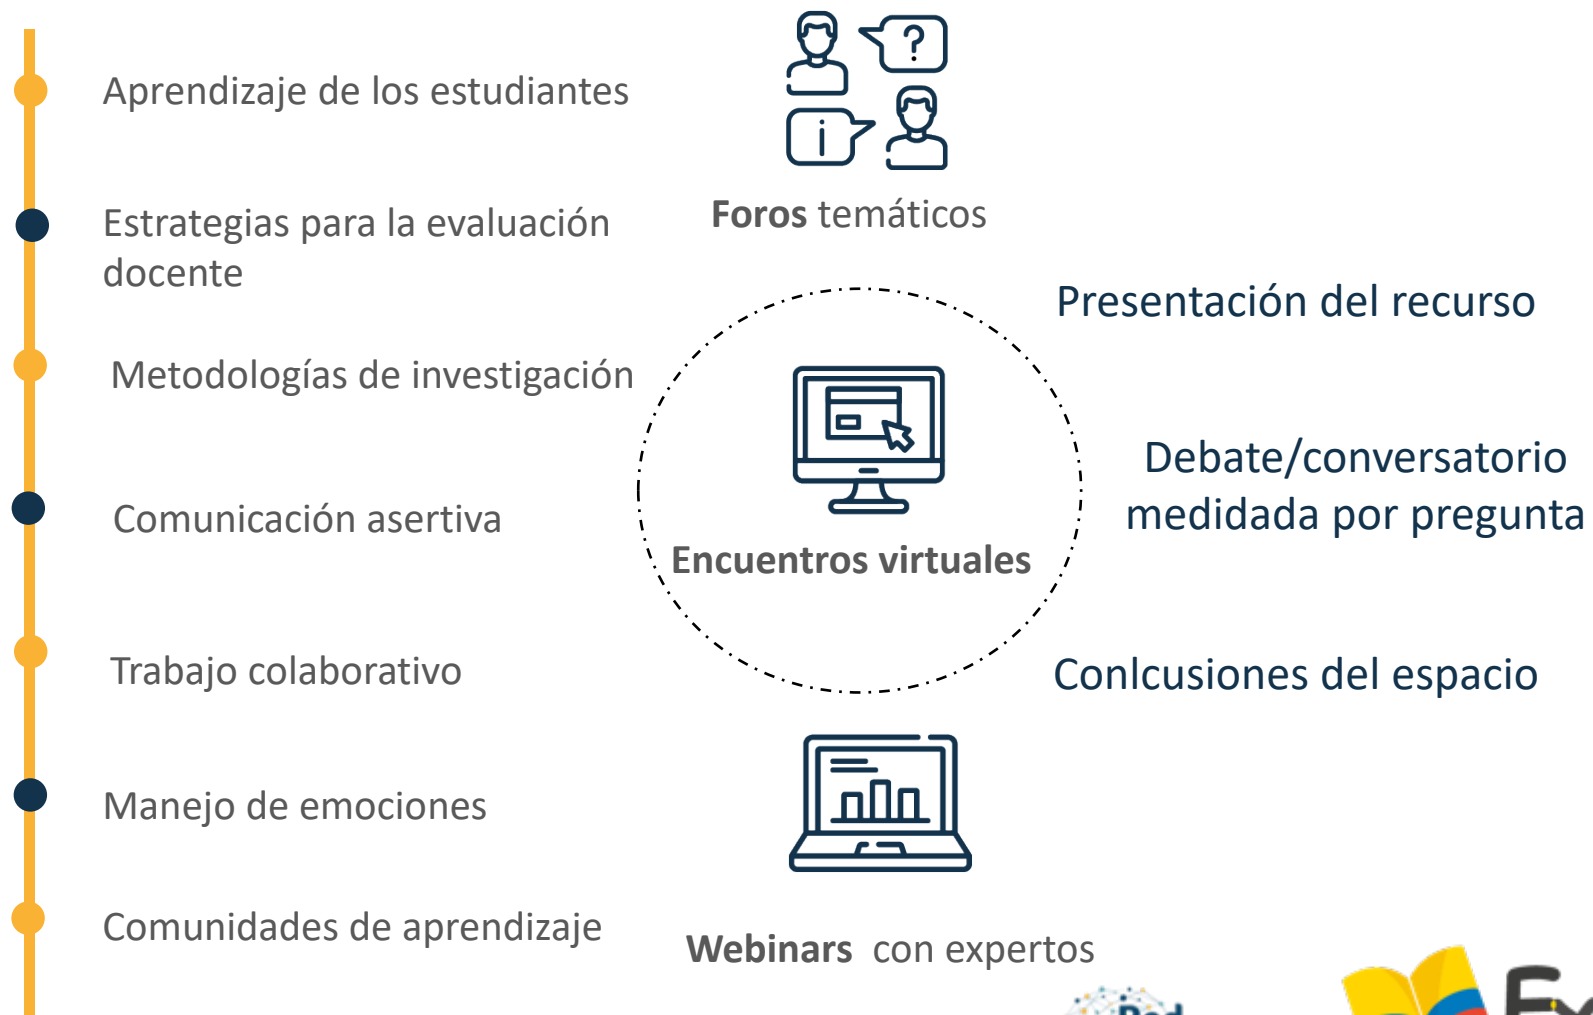 Aprendizaje de los estudiantes
Estrategias para la evaluación
docente
Metodologías de investigación
Comunicación asertiva
Trabajo colaborativo
Manejo de emociones
Comunidades de aprendizaje
?
i
Foros temáticos
Encuentros virtuales
Webinars con expertos
Presentación del recurso
Debate/conversatorio
medidada por pregunta
Conlcusiones del espacio